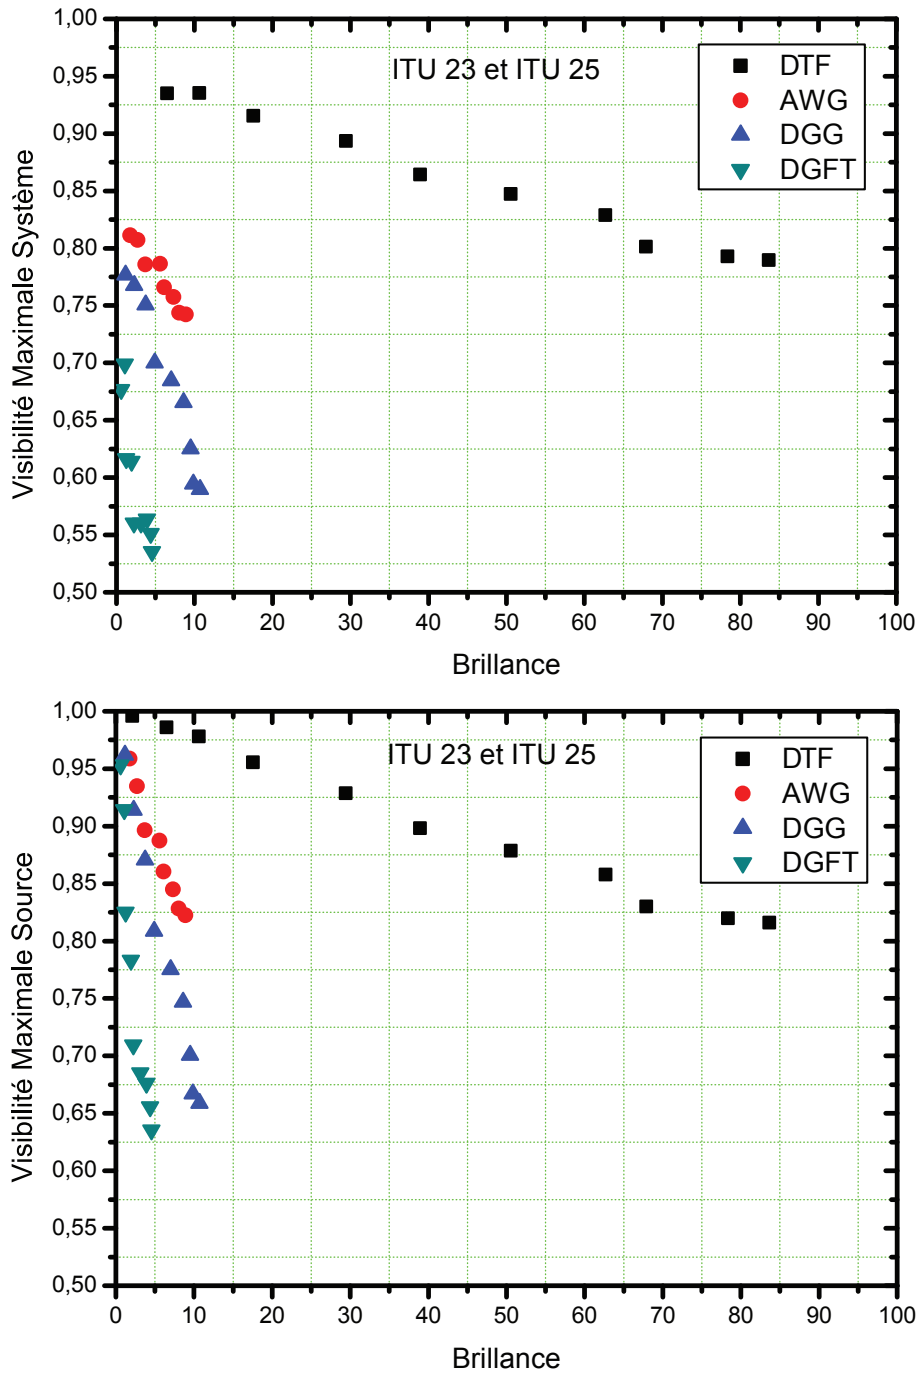 1,00
0,95
0,90
0,85
0,80
0,75
0,70
0,65
0,60
0,55
0,50
Visibilité Maximale Système
ITU 23 et ITU 25
DTF
AWG
DGG
DGFT
0 10 20 30 40 50 60 70 80 90 100
Brillance
1,00
0,95
0,90
0,85
0,80
0,75
0,70
0,65
0,60
0,55
0,50
Visibilité Maximale Source
ITU 23 et ITU 25
DTF
AWG
DGG
DGFT
0 10 20 30 40 50 60 70 80 90 100
Brillance